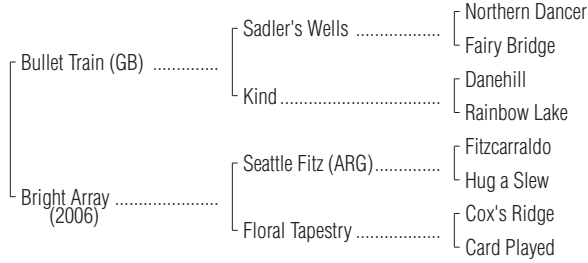 Northern Dancer
Sadler's Wells ..................
Fairy Bridge
Bullet Train (GB) ..............
Danehill
Kind ...................................
Rainbow Lake
Fitzcarraldo
Seattle Fitz (ARG) ..............
Hug a Slew
Bright Array ......................
(2006)
Cox's Ridge
Floral Tapestry ..................
Card Played